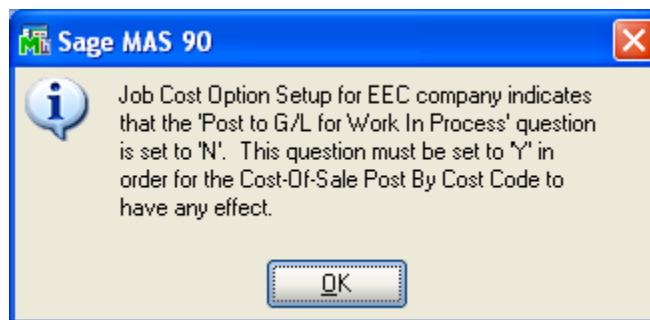 Sage MAS 90
Job Cost Option Setup for EEC company indicates
that the 'Post to G/L for Work In Process' question
is set to 'N'. This question must be set to 'Y' in
order for the Cost-Of-Sale Post By Cost Code to
have any effect.
OK